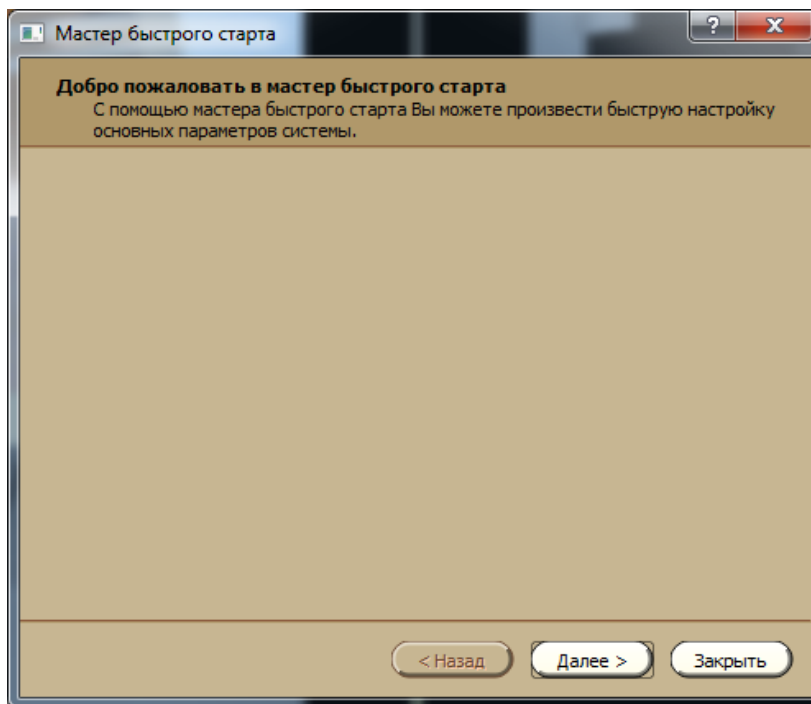 Мастер быстрого старта
?
X
Добро пожаловать в мастер быстрого старта
С помощью мастера быстрого старта Вы можете произвести быструю настройку
основных параметров системы.
< Назад
Далее >
Закрыть